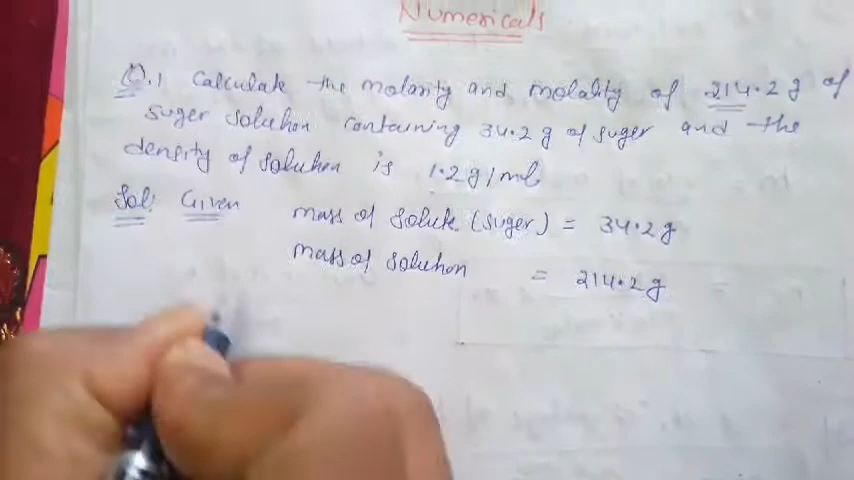 Numericals
Q.1 Calculate the molarity and molality of 214.2 g of
suger solution containing 34.2 g of suger and the
density of solution is 1.2 g/ml
Sol: Given mass of solute (suger) = 34.2 g
mass of solution = 214.2 g